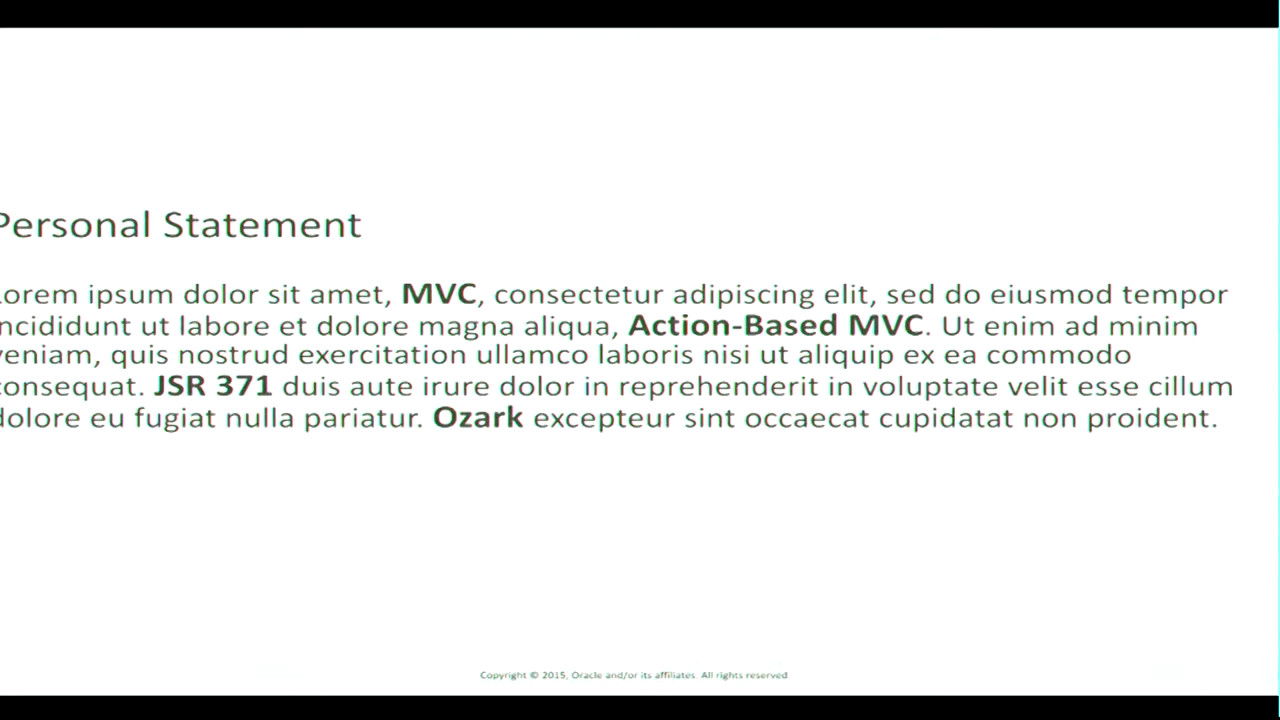 Personal Statement
Lorem ipsum dolor sit amet, MVC, consectetur adipiscing elit, sed do eiusmod tempor
incididunt ut labore et dolore magna aliqua, Action-Based MVC. Ut enim ad minim
veniam, quis nostrud exercitation ullamco laboris nisi ut aliquip ex ea commodo
consequat. JSR 371 duis aute irure dolor in reprehenderit in voluptate velit esse cillum
dolore eu fugiat nulla pariatur. Ozark excepteur sint occaecat cupidatat non proident.
Copyright © 2015, Oracle and/or its affiliates. All rights reserved.